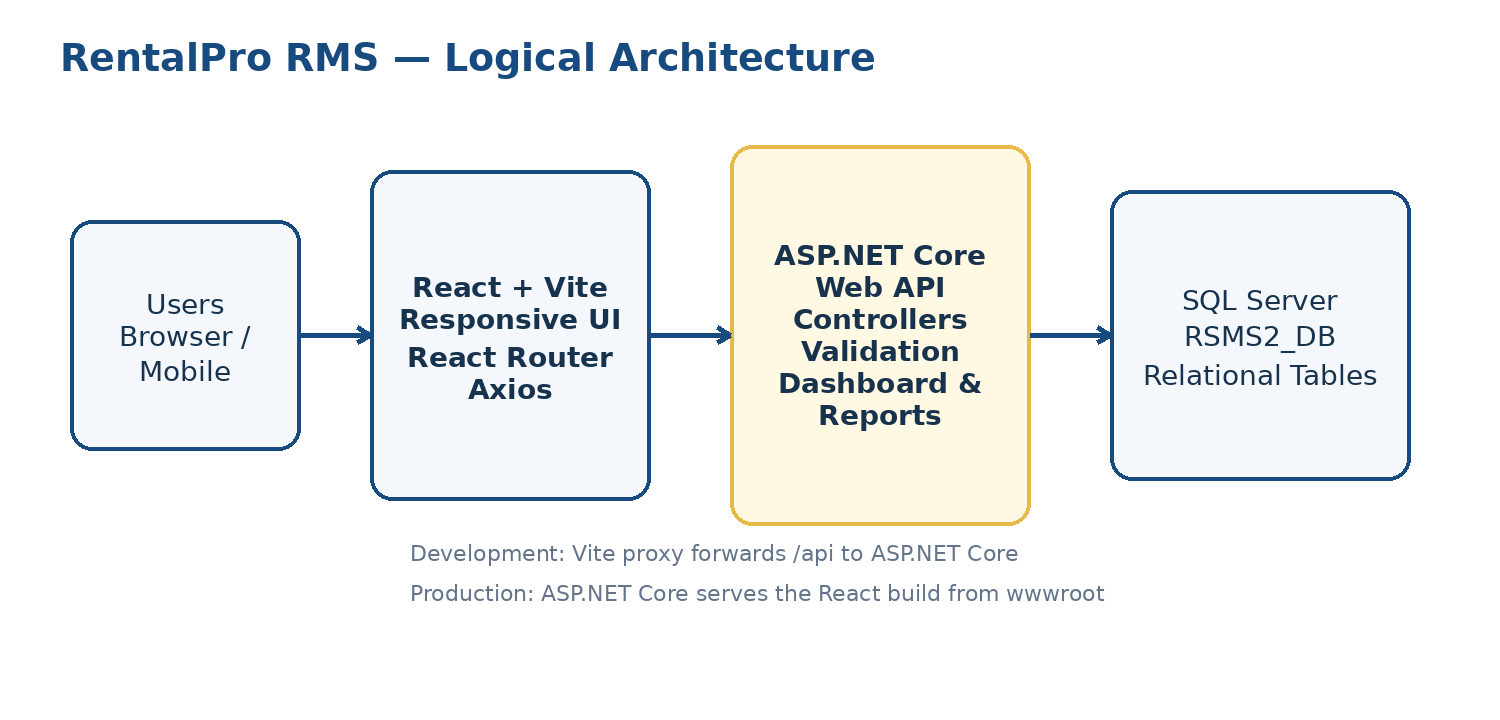 RentalPro RMS — Logical Architecture
Users
Browser /
Mobile
React + Vite
Responsive UI
React Router
Axios
ASP.NET Core
Web API
Controllers
Validation
Dashboard &
Reports
SQL Server
RSMS2_DB
Relational Tables
Development: Vite proxy forwards /api to ASP.NET Core
Production: ASP.NET Core serves the React build from wwwroot